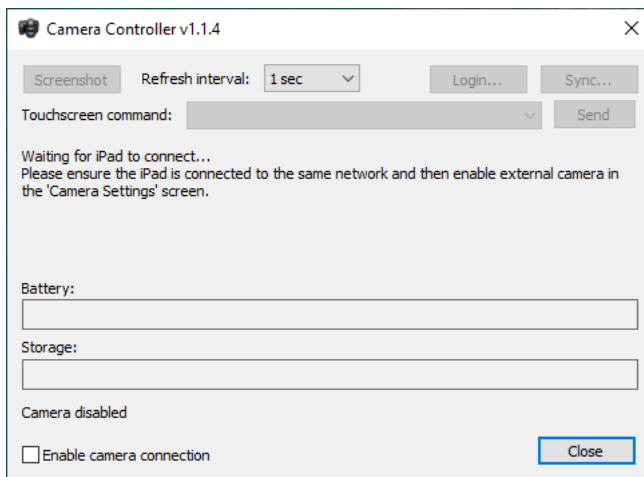 Camera Controller v1.1.4
Screenshot Refresh interval: 1 sec Login... Sync...
Touchscreen command: Send
Waiting for iPad to connect...
Please ensure the iPad is connected to the same network and then enable external camera in
the 'Camera Settings' screen.
Battery:
Storage:
Camera disabled
Enable camera connection Close